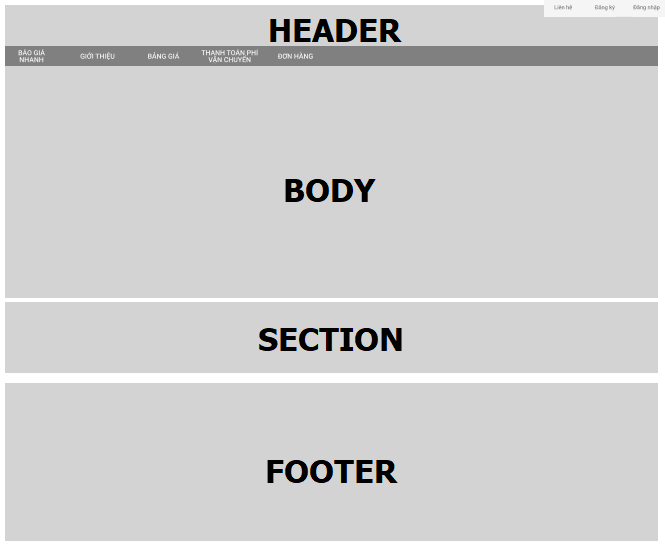 Liên hê
Đăng ký
Đăng nhập
HEADER
BÁO GIÁ
NHANH
GIỚI THIỆU
BẢNG GIÁ
THANH TOÁN PHÍ
VẬN CHUYỂN
ĐƠN HÀNG
BODY
SECTION
FOOTER